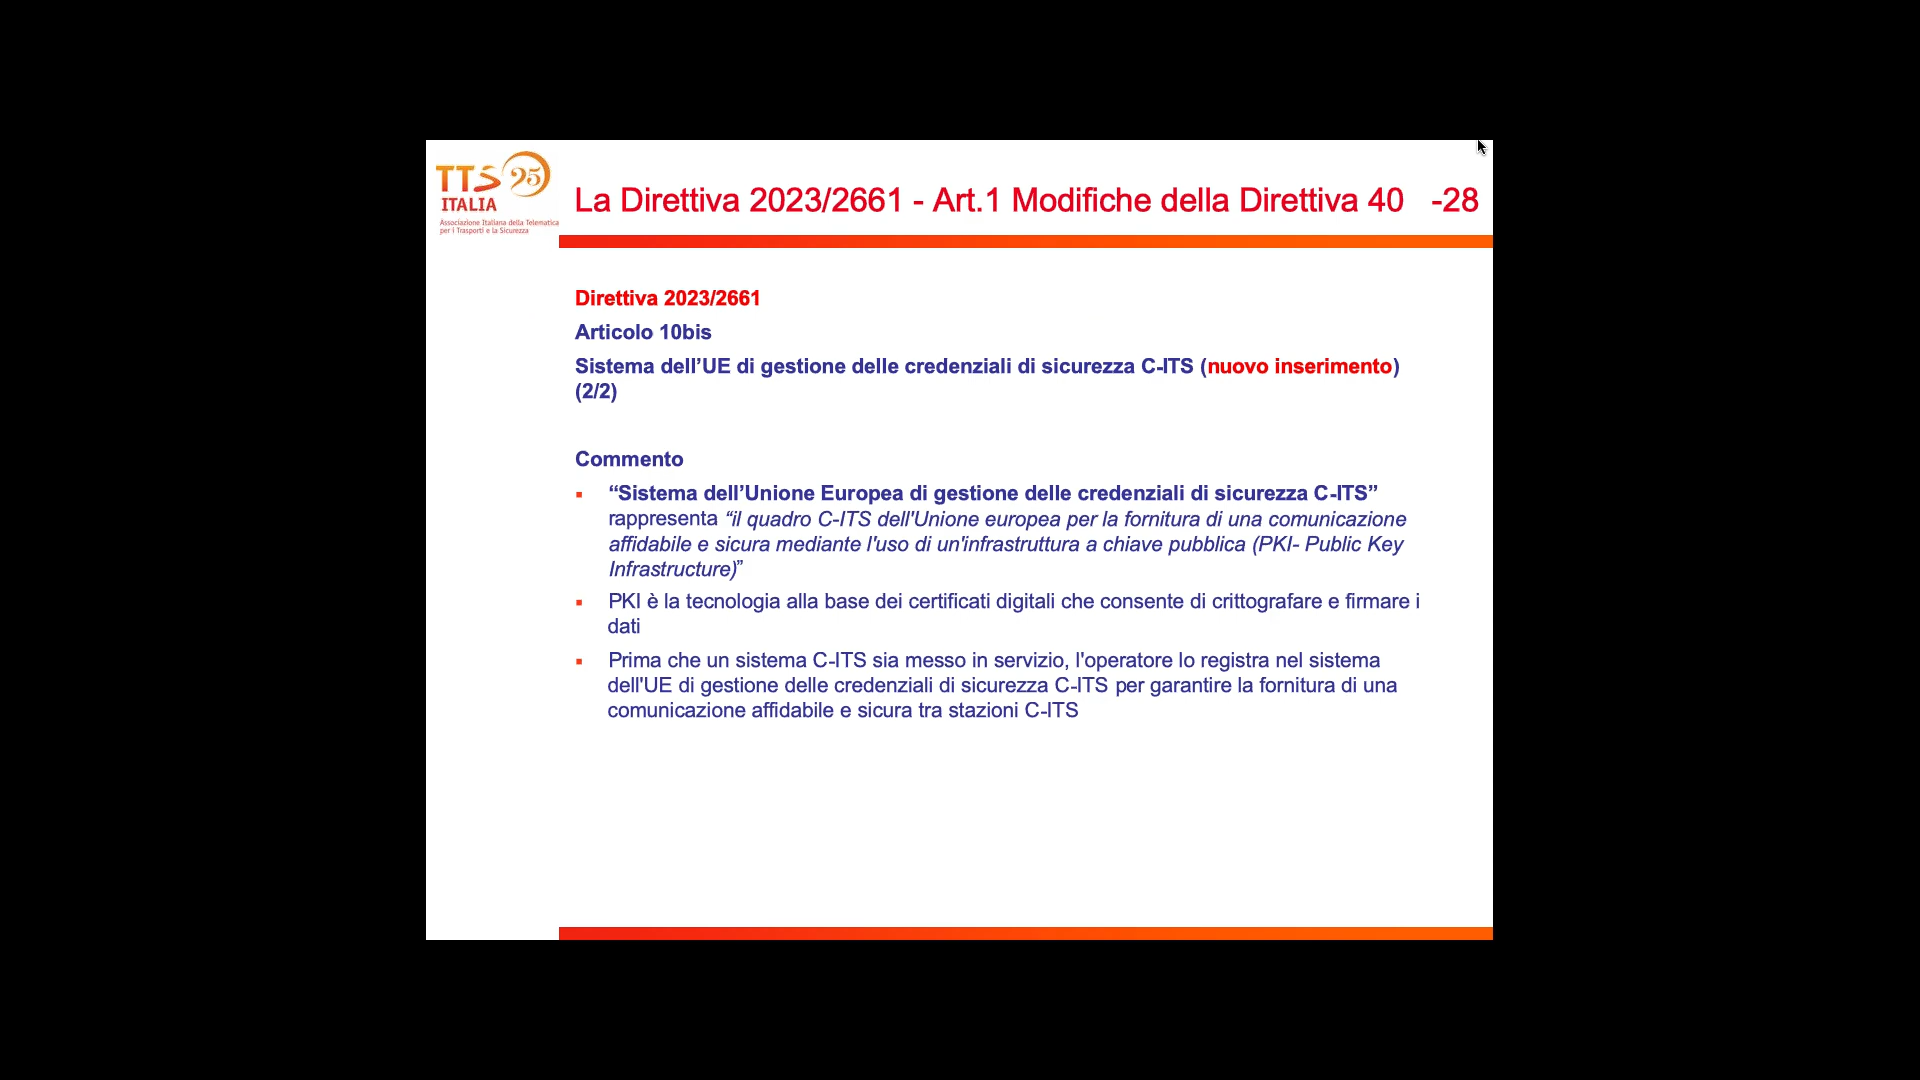 TTS 25
ITALIA
Associazione Italiana della Telematica
per i Trasporti e la Sicurezza
La Direttiva 2023/2661 - Art.1 Modifiche della Direttiva 40 -28
Direttiva 2023/2661
Articolo 10bis
Sistema dell’UE di gestione delle credenziali di sicurezza C-ITS (nuovo inserimento)
(2/2)
Commento
▪ “Sistema dell’Unione Europea di gestione delle credenziali di sicurezza C-ITS”
rappresenta “il quadro C-ITS dell'Unione europea per la fornitura di una comunicazione
affidabile e sicura mediante l'uso di un'infrastruttura a chiave pubblica (PKI- Public Key
Infrastructure)”
▪ PKI è la tecnologia alla base dei certificati digitali che consente di crittografare e firmare i
dati
▪ Prima che un sistema C-ITS sia messo in servizio, l'operatore lo registra nel sistema
dell'UE di gestione delle credenziali di sicurezza C-ITS per garantire la fornitura di una
comunicazione affidabile e sicura tra stazioni C-ITS